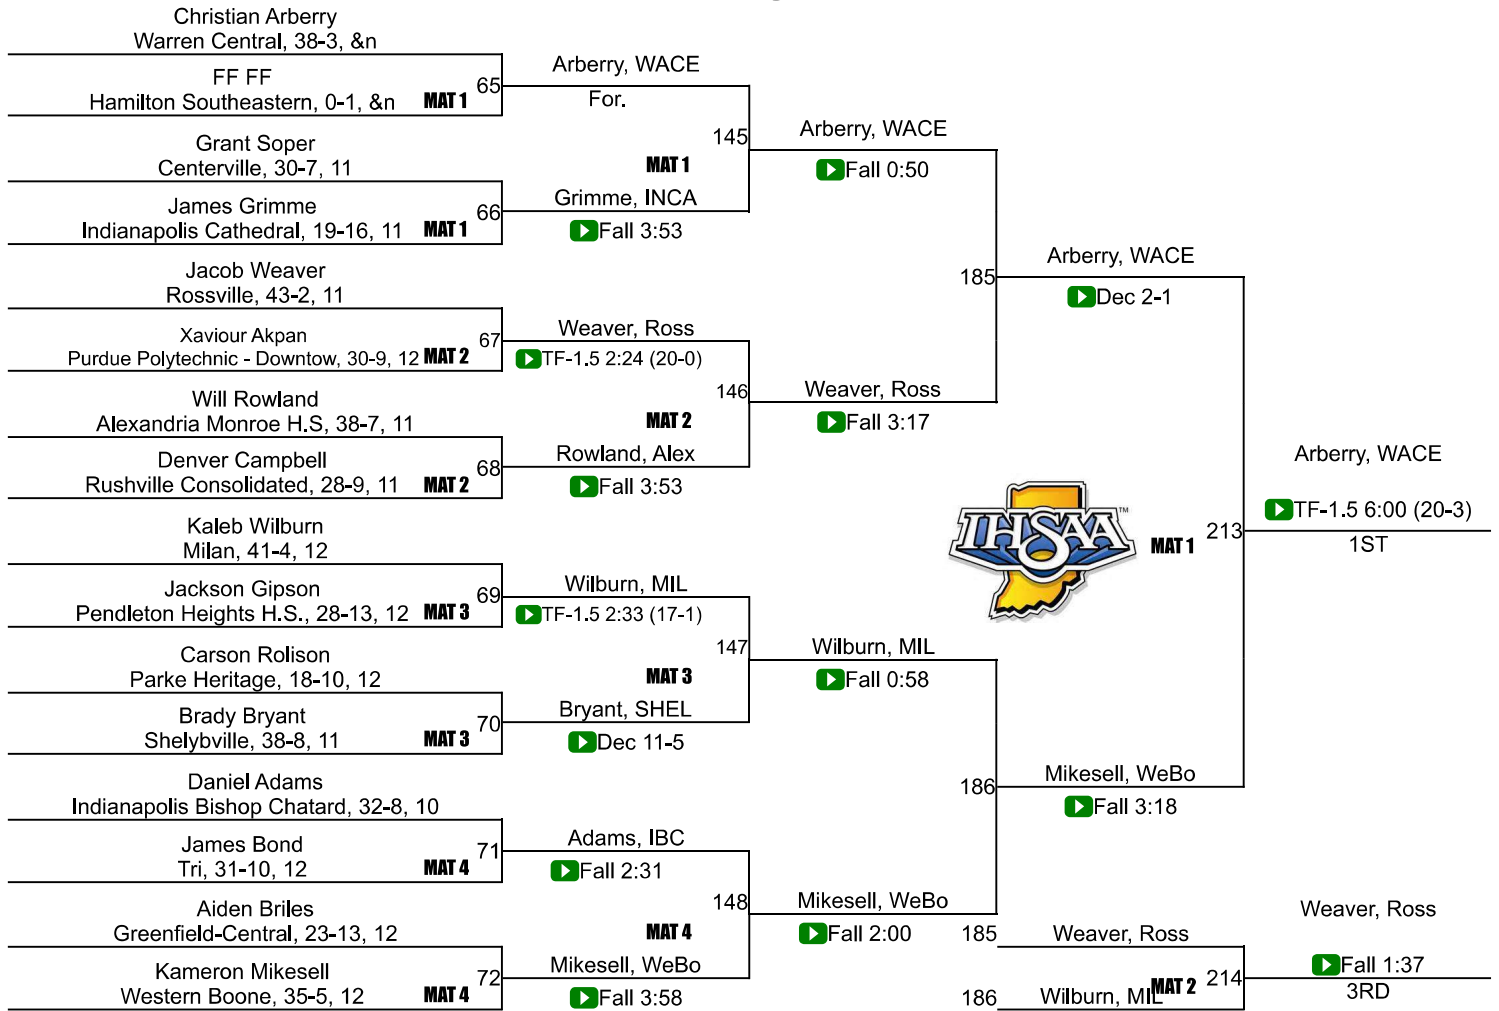 Christian Arberry
Warren Central, 38-3, &n
FF FF
Hamilton Southeastern, 0-1, &n
MAT 1
65
Arberry, WACE
For.
Grant Soper
Centerville, 30-7, 11
James Grimme
Indianapolis Cathedral, 19-16, 11
MAT 1
66
Grimme, INCA
Fall 3:53
145
MAT 1
Arberry, WACE
Fall 0:50
Jacob Weaver
Rossville, 43-2, 11
Xaviour Akpan
Purdue Polytechnic - Downtow, 30-9, 12
MAT 2
67
Weaver, Ross
TF-1.5 2:24 (20-0)
Will Rowland
Alexandria Monroe H.S, 38-7, 11
Denver Campbell
Rushville Consolidated, 28-9, 11
MAT 2
68
Rowland, Alex
Fall 3:53
146
MAT 2
Weaver, Ross
Fall 3:17
185
Arberry, WACE
Dec 2-1
Kaleb Wilburn
Milan, 41-4, 12
Jackson Gipson
Pendleton Heights H.S., 28-13, 12
MAT 3
69
Wilburn, MIL
TF-1.5 2:33 (17-1)
Carson Rolison
Parke Heritage, 18-10, 12
Brady Bryant
Shelybville, 38-8, 11
MAT 3
70
Bryant, SHEL
Dec 11-5
147
MAT 3
Wilburn, MIL
Fall 0:58
Daniel Adams
Indianapolis Bishop Chatard, 32-8, 10
James Bond
Tri, 31-10, 12
MAT 4
71
Adams, IBC
Fall 2:31
Aiden Briles
Greenfield-Central, 23-13, 12
Kameron Mikesell
Western Boone, 35-5, 12
MAT 4
72
Mikesell, WeBo
Fall 3:58
148
MAT 4
Mikesell, WeBo
Fall 2:00
186
Mikesell, WeBo
Fall 3:18
IHSAA™
MAT 1
213
Arberry, WACE
TF-1.5 6:00 (20-3)
1ST
185
Weaver, Ross
186
Wilburn, MIL
MAT 2
214
Weaver, Ross
Fall 1:37
3RD